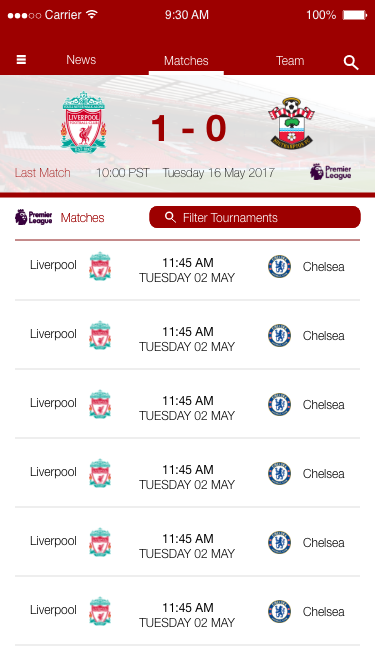 Carrier 9:30 AM 100%
News Matches Team
LIVERPOOL
FOOTBALL CLUB
SOUTHAMPTON FC
1 - 0
Last Match 10:00 PST Tuesday 16 May 2017 Premier League
Premier League Matches Filter Tournaments
Liverpool 11:45 AM Chelsea
TUESDAY 02 MAY
Liverpool 11:45 AM Chelsea
TUESDAY 02 MAY
Liverpool 11:45 AM Chelsea
TUESDAY 02 MAY
Liverpool 11:45 AM Chelsea
TUESDAY 02 MAY
Liverpool 11:45 AM Chelsea
TUESDAY 02 MAY
Liverpool 11:45 AM Chelsea
TUESDAY 02 MAY